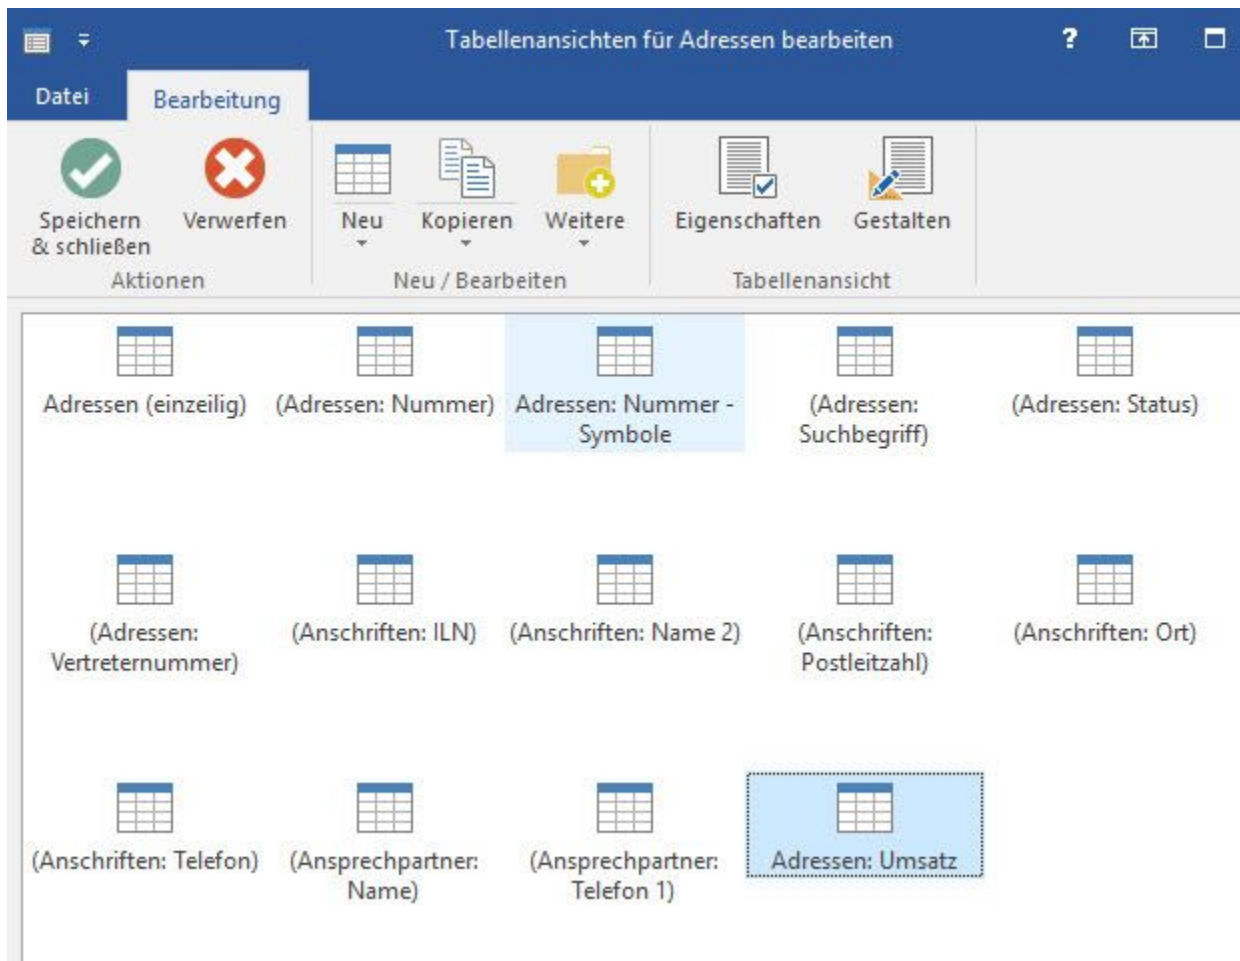 Tabellenansichten für Adressen bearbeiten
?
Datei
Bearbeitung
Speichern
& schließen
Verwerfen
Neu
Kopieren
Weitere
Eigenschaften
Gestalten
Aktionen
Neu / Bearbeiten
Tabellenansicht
Adressen (einzeilig)
(Adressen: Nummer)
Adressen: Nummer -
Symbole
(Adressen:
Suchbegriff)
(Adressen: Status)
(Adressen:
Vertreternummer)
(Anschriften: ILN)
(Anschriften: Name 2)
(Anschriften:
Postleitzahl)
(Anschriften: Ort)
(Anschriften: Telefon)
(Ansprechpartner:
Name)
(Ansprechpartner:
Telefon 1)
Adressen: Umsatz